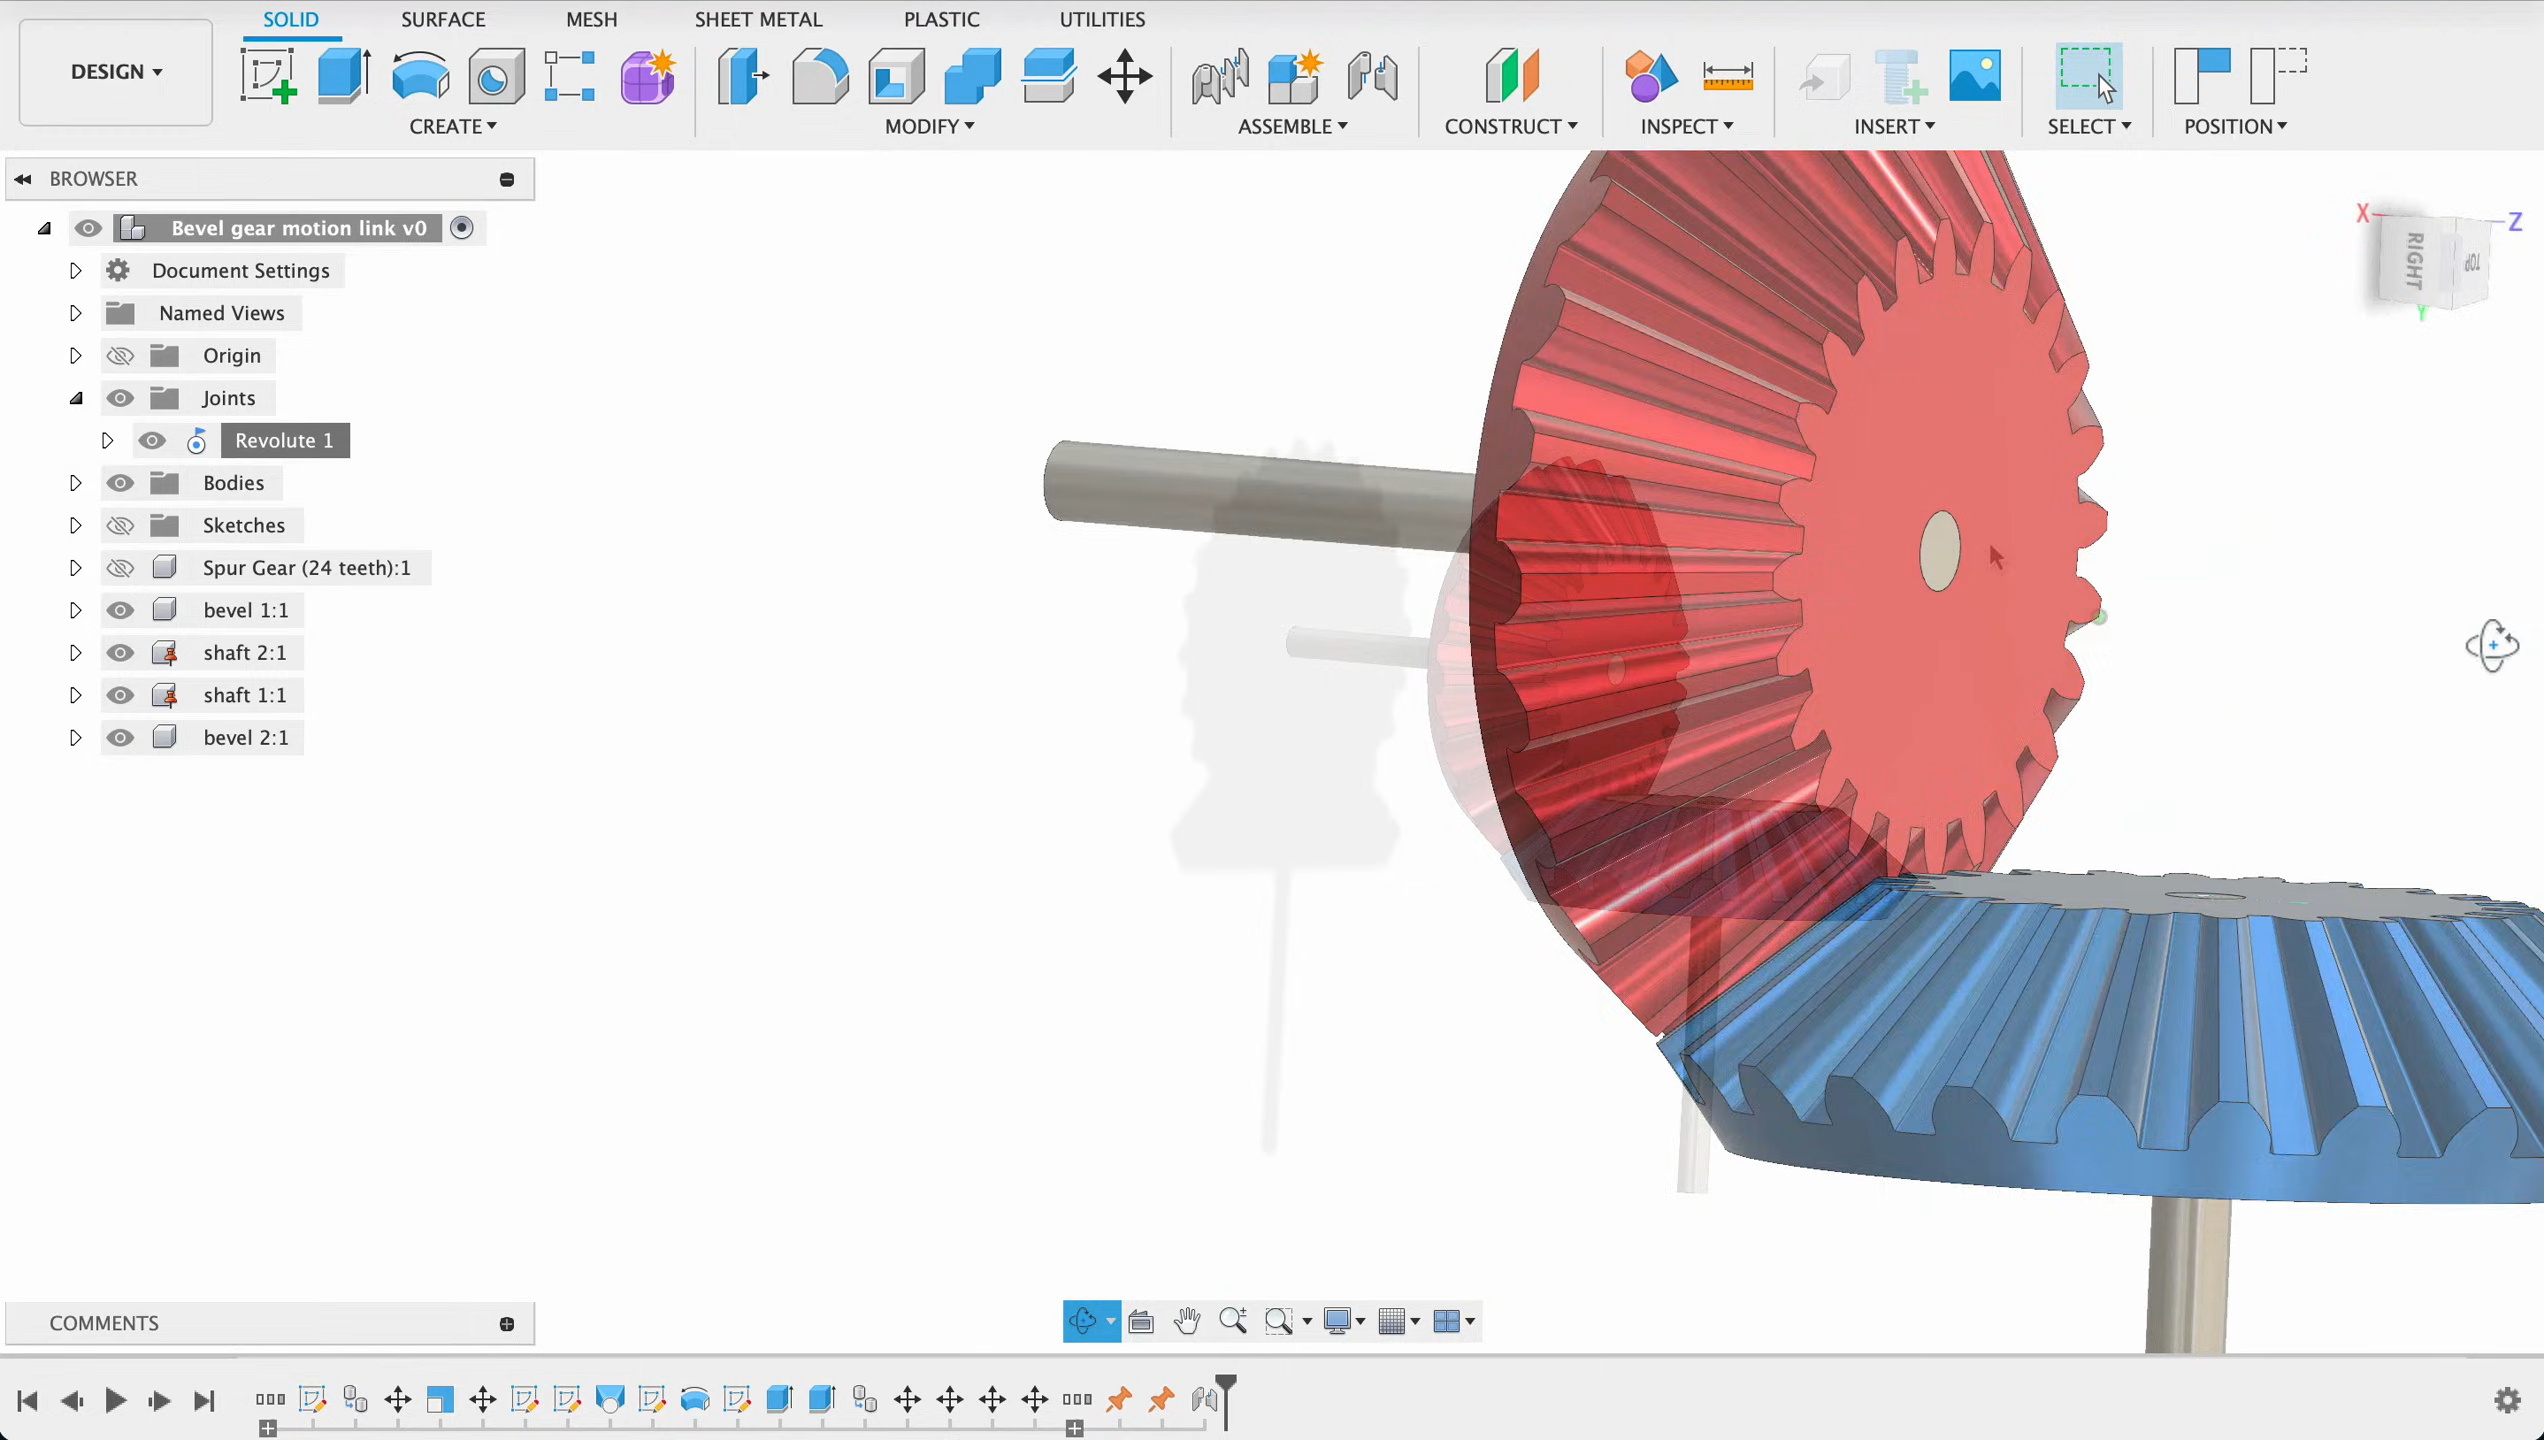 SOLID SURFACE MESH SHEET METAL PLASTIC UTILITIES
DESIGN
CREATE MODIFY ASSEMBLE CONSTRUCT INSPECT INSERT SELECT POSITION
BROWSER
Bevel gear motion link v0
Document Settings
Named Views
Origin
Joints
Revolute 1
Bodies
Sketches
Spur Gear (24 teeth):1
bevel 1:1
shaft 2:1
shaft 1:1
bevel 2:1
X Z
RIGHT TOP
Y
COMMENTS